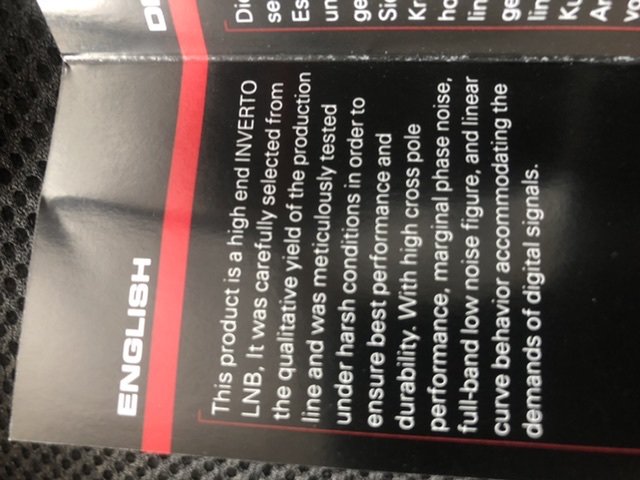 ENGLISH
This product is a high end INVERTO
LNB, It was carefully selected from
the qualitative yield of the production
line and was meticulously tested
under harsh conditions in order to
ensure best performance and
durability. With high cross pole
performance, marginal phase noise,
full-band low noise figure, and linear
curve behavior accommodating the
demands of digital signals.